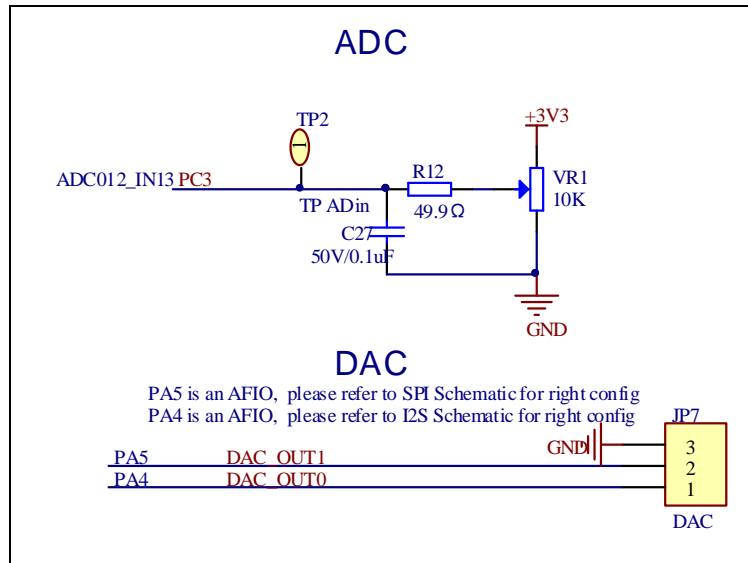 ADC
TP2
1
+3V3
ADC012_IN13 PC3
R12
VR1
10K
TP ADin
49.9Ω
C27
50V/0.1uF
GND
DAC
PA5 is an AFIO, please refer to SPI Schematic for right config
PA4 is an AFIO, please refer to I2S Schematic for right config
JP7
GND
3
PA5 DAC_OUT1
2
PA4 DAC_OUT0
1
DAC